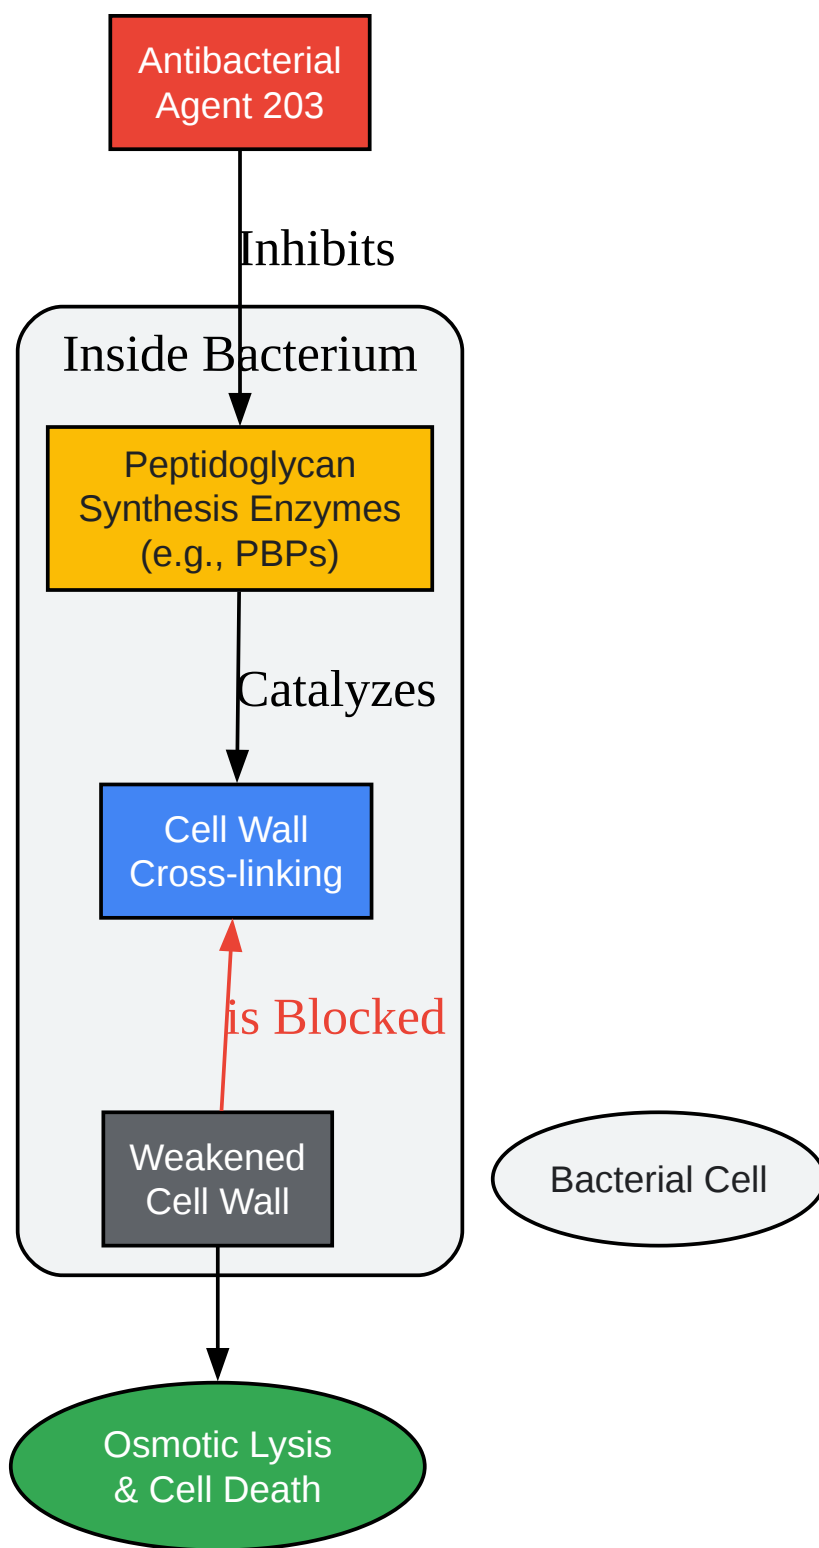 Antibacterial
Agent 203
Inhibits
Inside Bacterium
Peptidoglycan
Synthesis Enzymes
(e.g., PBPs)
Catalyzes
Cell Wall
Cross-linking
is Blocked
Weakened
Cell Wall
Bacterial Cell
Osmotic Lysis
& Cell Death